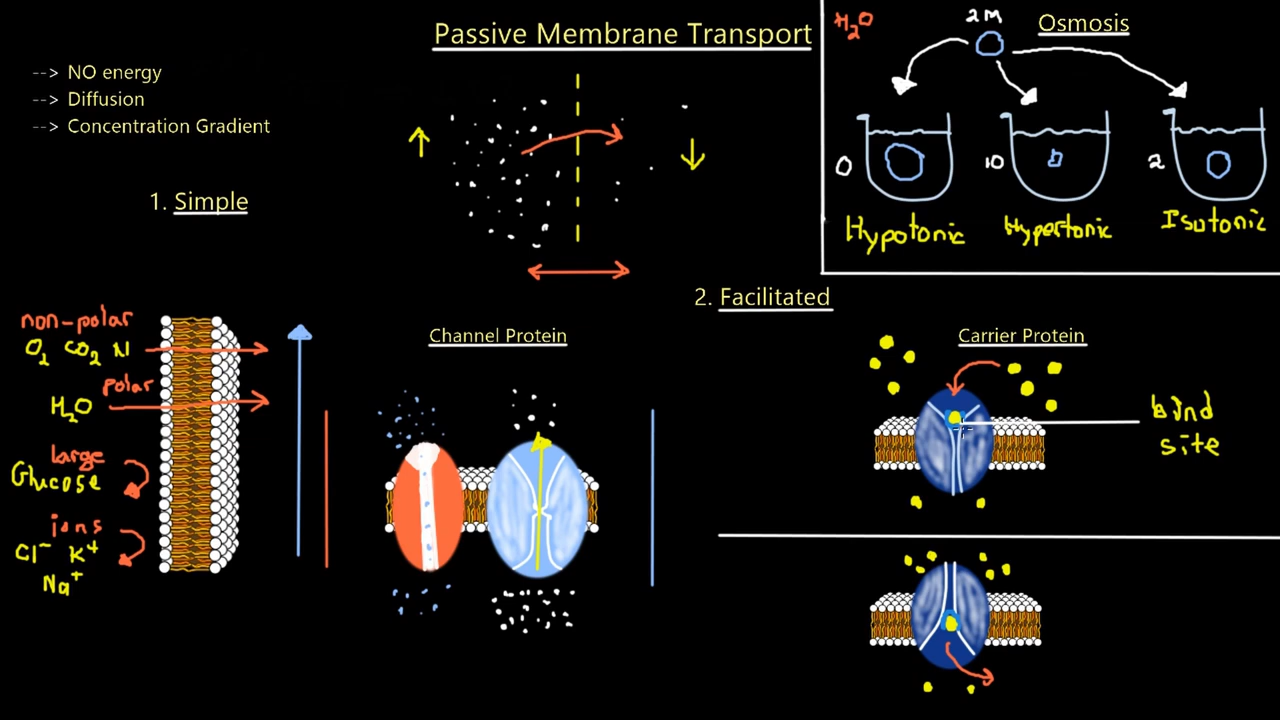 Passive Membrane Transport
--> NO energy
--> Diffusion
--> Concentration Gradient
H₂O
2M
Osmosis
0
10
2
Hypotonic
Hypertonic
Isotonic
1. Simple
non-polar
O₂ CO₂ N
polar
H₂O
large
Glucose
ions
Cl⁻ K⁺
Na⁺
2. Facilitated
Channel Protein
Carrier Protein
bind
site